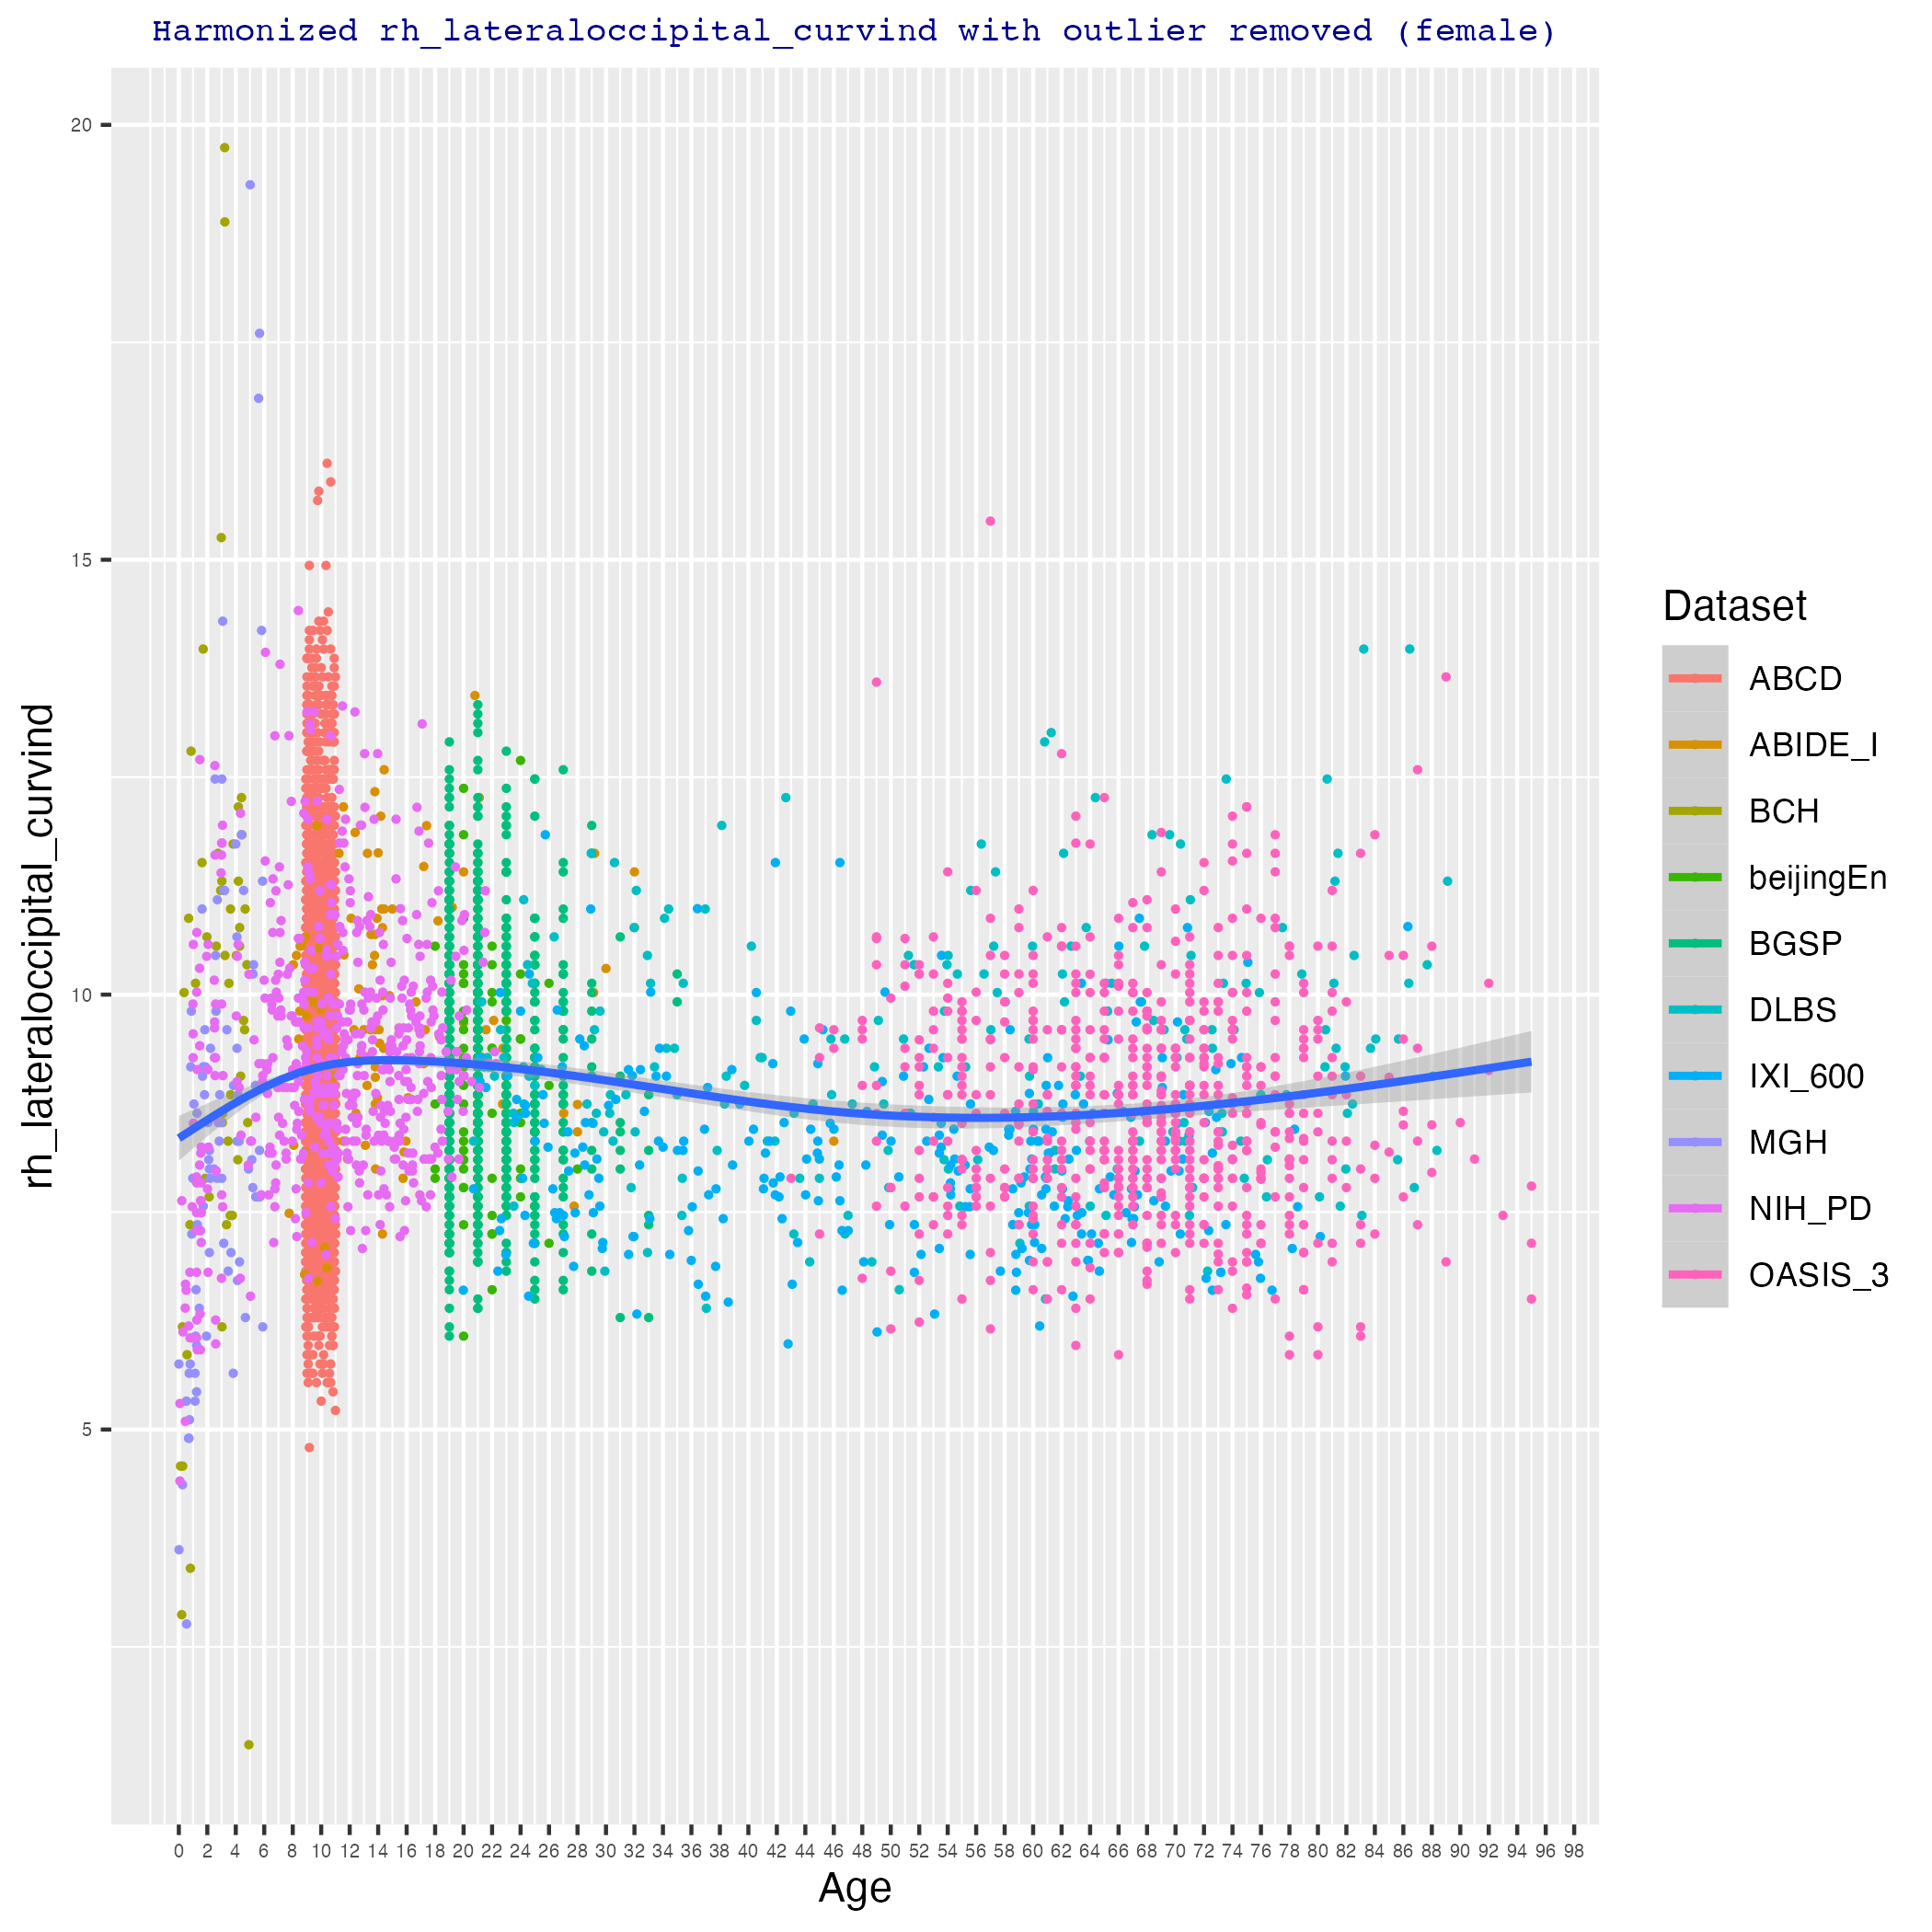 Harmonized rh_lateraloccipital_curvind with outlier removed (female)
20
15
10
5
rh_lateraloccipital_curvind
0 2 4 6 8 10 12 14 16 18 20 22 24 26 28 30 32 34 36 38 40 42 44 46 48 50 52 54 56 58 60 62 64 66 68 70 72 74 76 78 80 82 84 86 88 90 92 94 96 98
Age
Dataset
ABCD
ABIDE_I
BCH
beijingEn
BGSP
DLBS
IXI_600
MGH
NIH_PD
OASIS_3